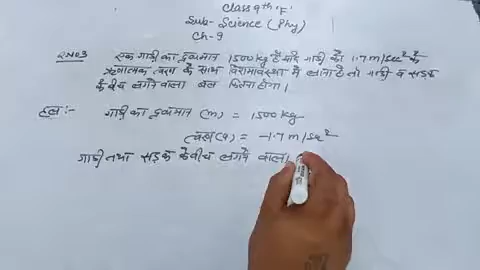 Class 9th 'F'
Sub- Science (Phy)
Ch-9
Q.NO3 एक गाड़ी का द्रव्यमान 1500 kg है यदि गाड़ी को 1.7 m/sec² के
ऋणात्मक त्वरण के साथ विरामावस्था में लाना है तो गाड़ी व सड़क
के बीच लगने वाला बल कितना होगा।
हल:- गाड़ी का द्रव्यमान (m) = 1500 kg
त्वरण (a) = -1.7 m/sec²
गाड़ी तथा सड़क के बीच लगने वाला